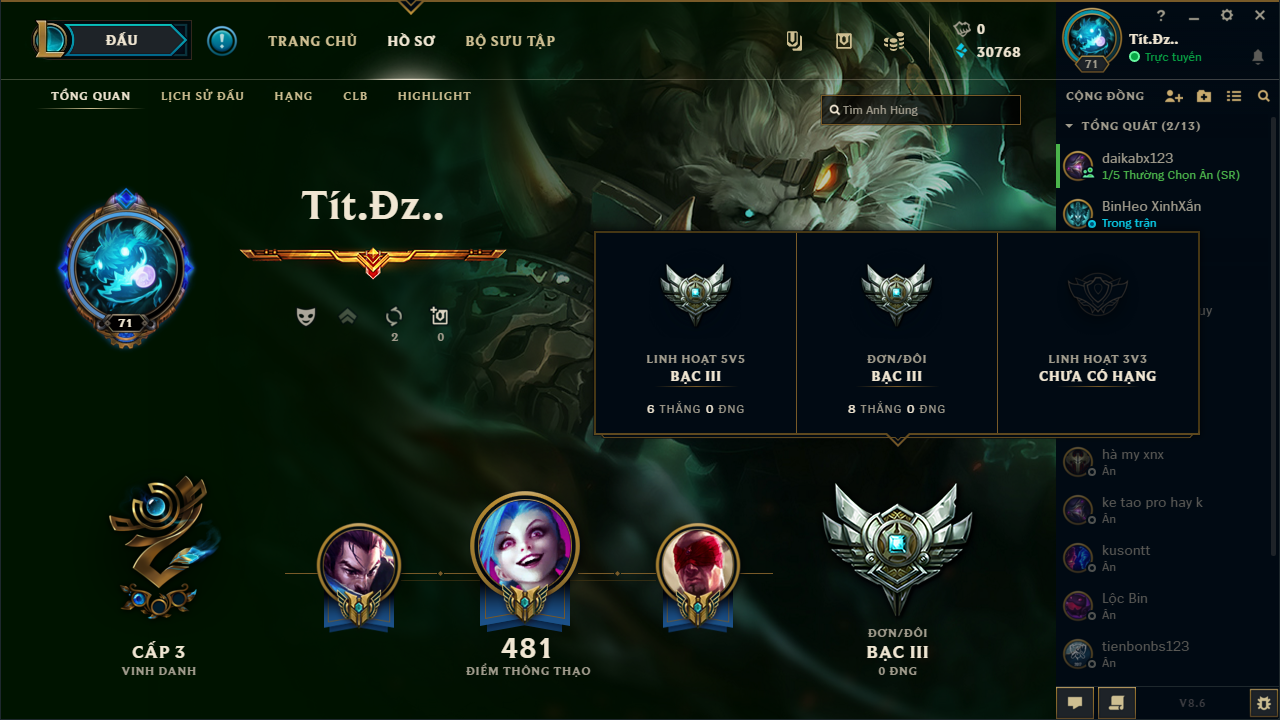 ĐẤU
TRANG CHỦ
HỒ SƠ
BỘ SƯU TẬP
0
30768
?
Tít.Đz..
Trực tuyến
71
TỔNG QUAN
LỊCH SỬ ĐẤU
HẠNG
CLB
HIGHLIGHT
Tìm Anh Hùng
CỘNG ĐỒNG
TỔNG QUÁT (2/13)
daikabx123
1/5 Thường Chọn Ẩn (SR)
BinHeo XinhXắn
Trong trận
Tít.Đz..
71
2
0
LINH HOẠT 5V5
BẠC III
6 THẮNG 0 ĐNG
ĐƠN/ĐÔI
BẠC III
8 THẮNG 0 ĐNG
LINH HOẠT 3V3
CHƯA CÓ HẠNG
uy
hà my xnx
Ẩn
ke tao pro hay k
Ẩn
kusontt
Ẩn
Lộc Bin
Ẩn
tienbonbs123
Ẩn
CẤP 3
VINH DANH
481
ĐIỂM THÔNG THẠO
ĐƠN/ĐÔI
BẠC III
0 ĐNG
V8.6